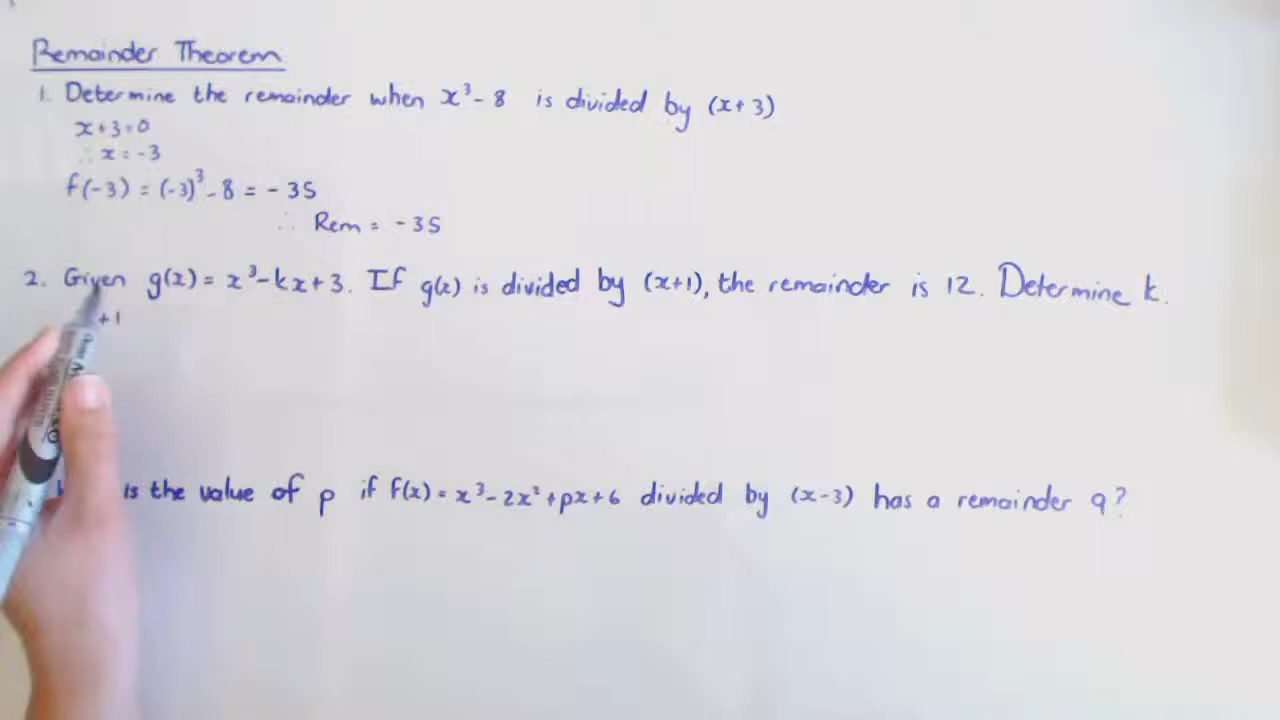 Remainder Theorem
1. Determine the remainder when x³ - 8 is divided by (x + 3)
x + 3 = 0
∴ x = -3
f(-3) = (-3)³ - 8 = - 35
∴ Rem = - 35
2. Given g(x) = x³ - kx + 3. If g(x) is divided by (x+1), the remainder is 12. Determine k.
+ 1
is the value of p if f(x) = x³ - 2x² + px + 6 divided by (x - 3) has a remainder 9?